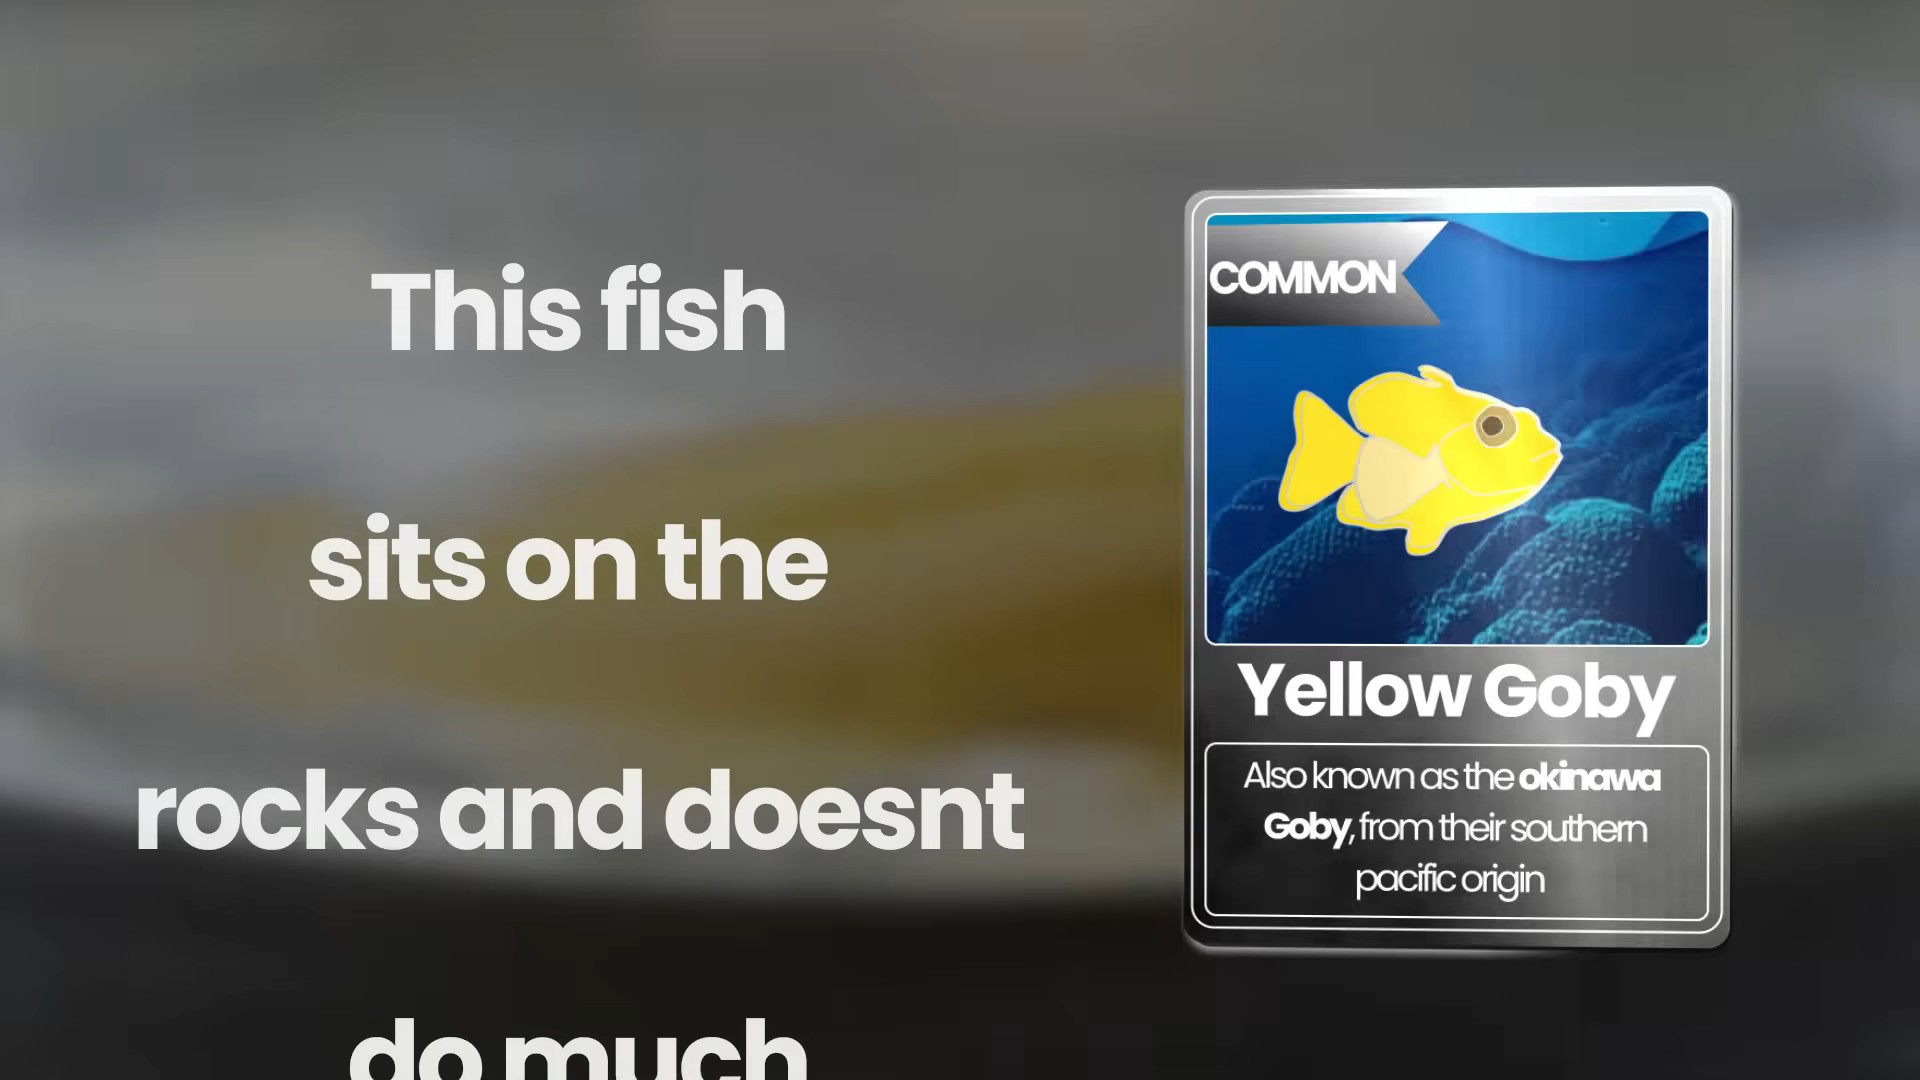 This fish
sits on the
rocks and doesnt
do much
COMMON
Yellow Goby
Also known as the okinawa
Goby, from their southern
pacific origin